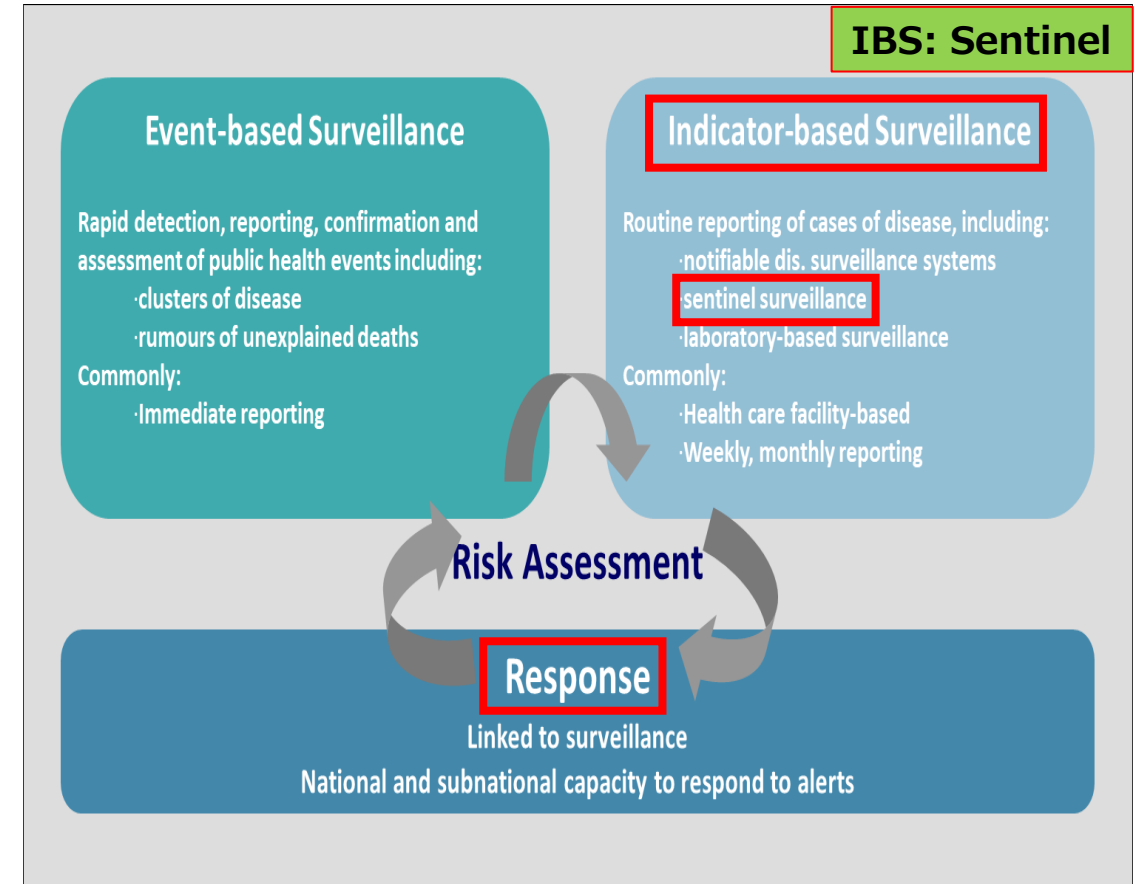 IBS: Sentinel
Event-based Surveillance
Rapid detection, reporting, confirmation and
assessment of public health events including:
·clusters of disease
·rumours of unexplained deaths
Commonly:
·Immediate reporting
Indicator-based Surveillance
Routine reporting of cases of disease, including:
·notifiable dis. surveillance systems
·sentinel surveillance
·laboratory-based surveillance
Commonly:
·Health care facility-based
·Weekly, monthly reporting
Risk Assessment
Response
Linked to surveillance
National and subnational capacity to respond to alerts